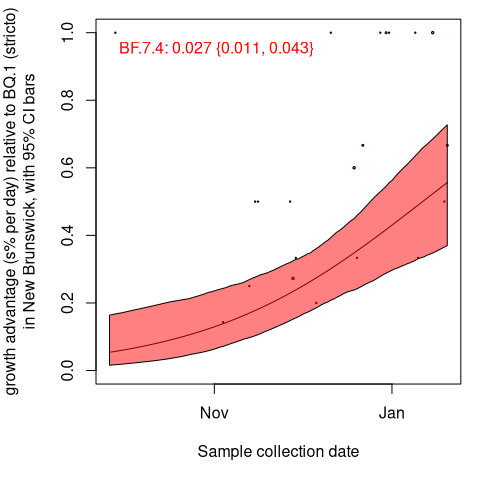 growth advantage (s% per day) relative to BQ.1 (stricto)
in New Brunswick, with 95% CI bars
1.0
0.8
0.6
0.4
0.2
0.0
BF.7.4: 0.027 {0.011, 0.043}
Nov
Jan
Sample collection date